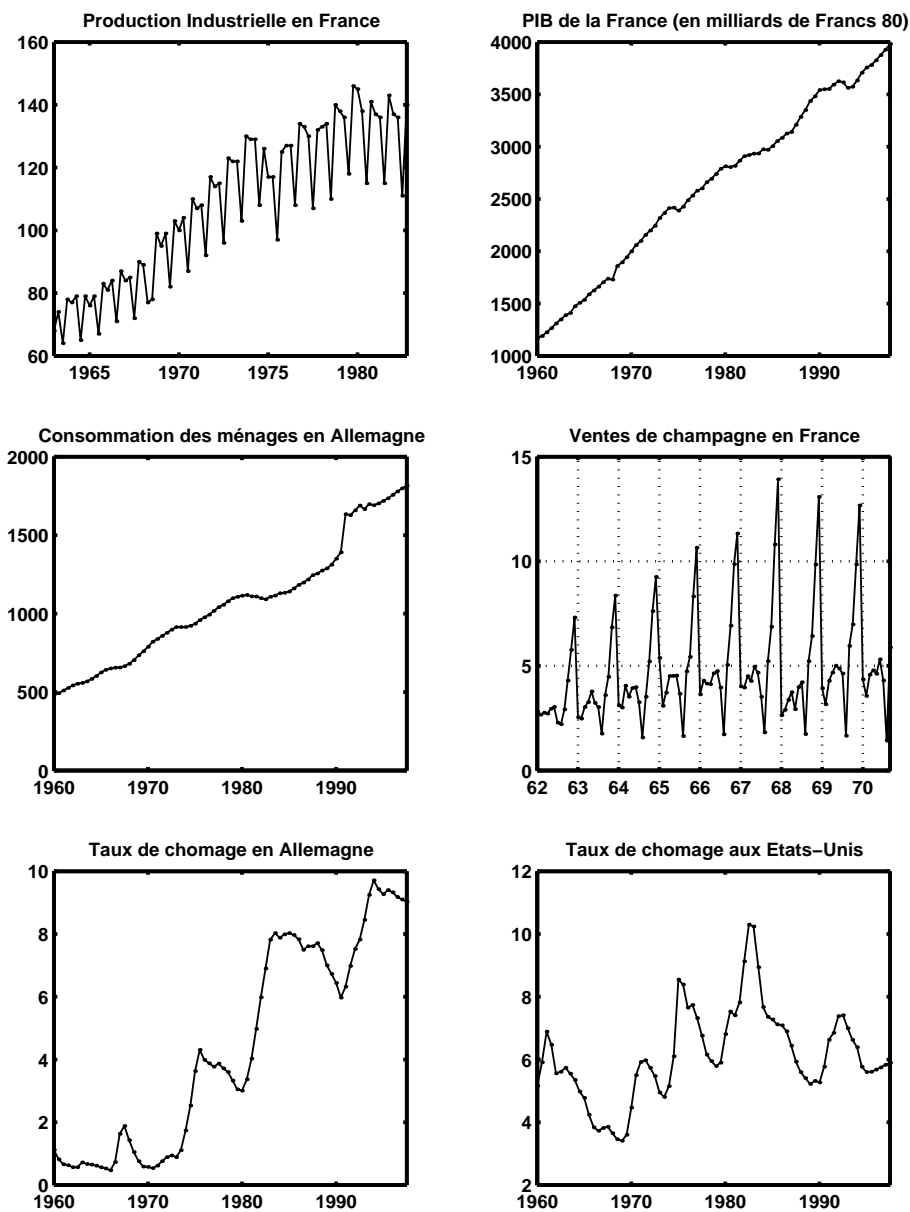 Production Industrielle en France
160
140
120
100
80
60
1965 1970 1975 1980
PIB de la France (en milliards de Francs 80)
4000
3500
3000
2500
2000
1500
1000
1960 1970 1980 1990
Consommation des ménages en Allemagne
2000
1500
1000
500
0
1960 1970 1980 1990
Ventes de champagne en France
15
10
5
0
62 63 64 65 66 67 68 69 70
Taux de chomage en Allemagne
10
8
6
4
2
0
1960 1970 1980 1990
Taux de chomage aux Etats−Unis
12
10
8
6
4
2
1960 1970 1980 1990